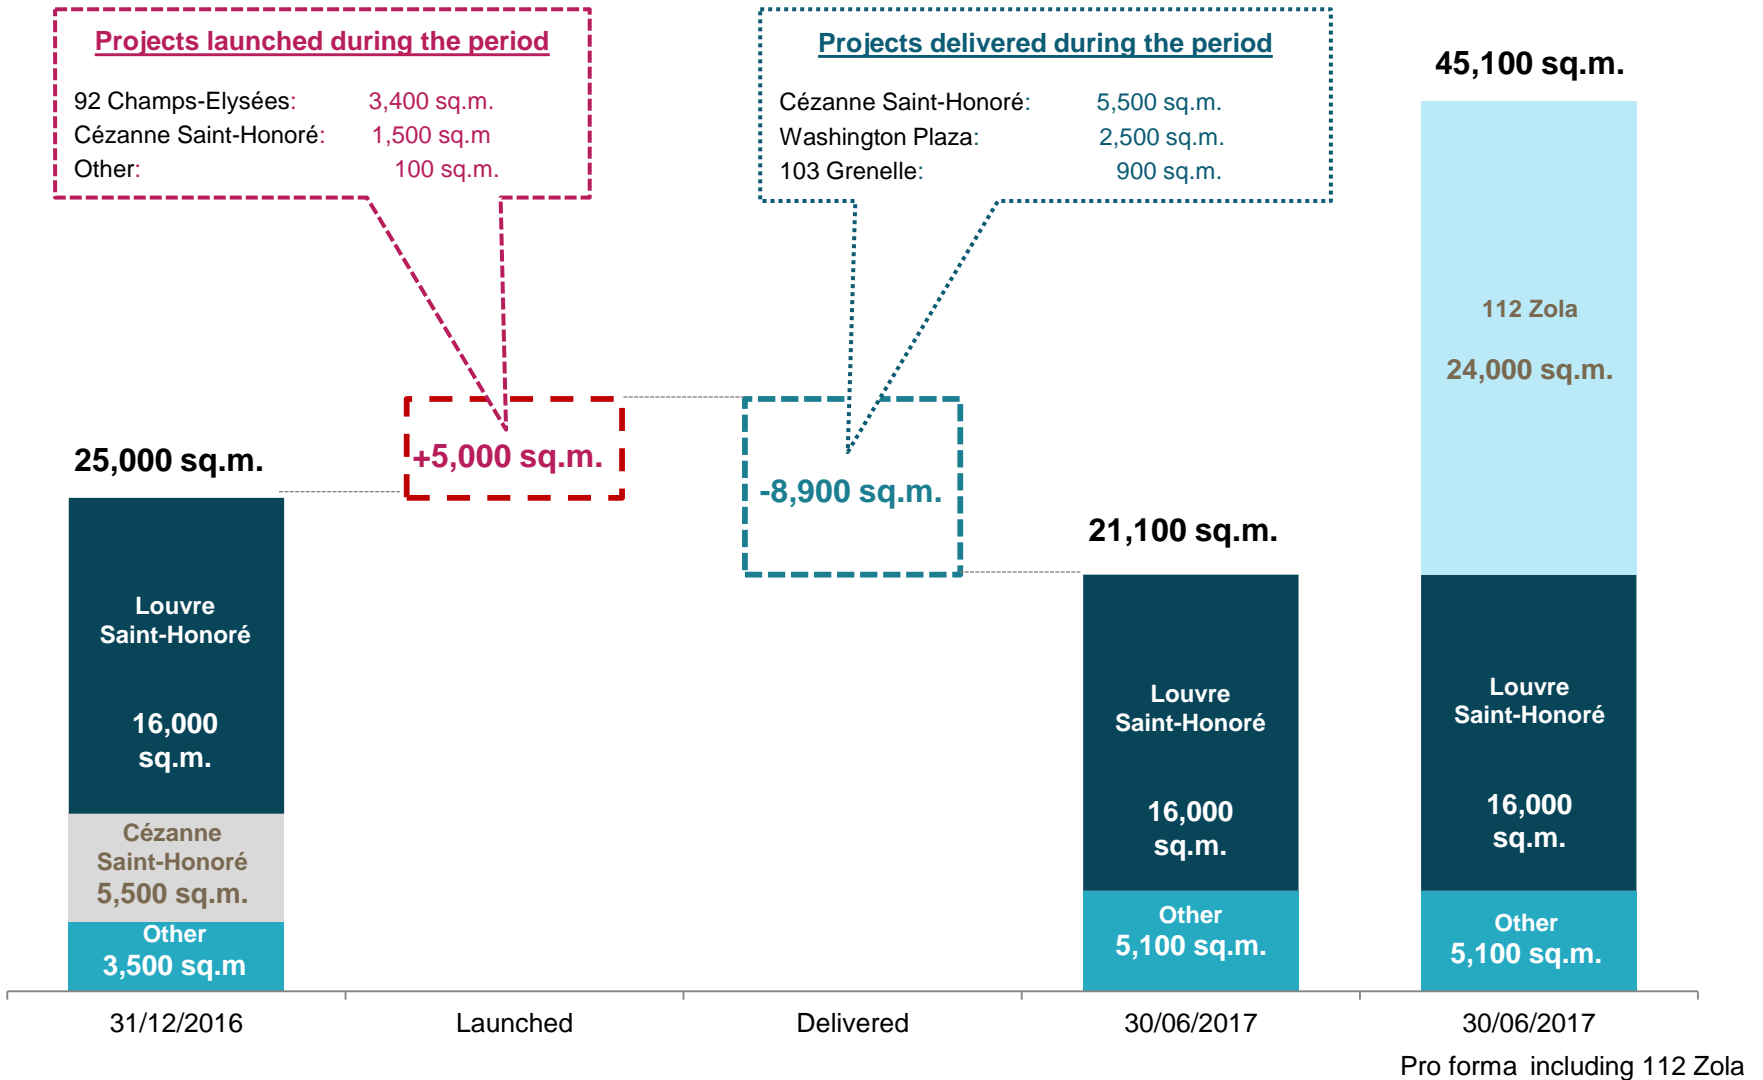 Projects launched during the period
92 Champs-Elysées: 3,400 sq.m.
Cézanne Saint-Honoré: 1,500 sq.m
Other: 100 sq.m.
Projects delivered during the period
Cézanne Saint-Honoré: 5,500 sq.m.
Washington Plaza: 2,500 sq.m.
103 Grenelle: 900 sq.m.
45,100 sq.m.
112 Zola
24,000 sq.m.
25,000 sq.m.
+5,000 sq.m.
-8,900 sq.m.
21,100 sq.m.
Louvre
Saint-Honoré
16,000
sq.m.
Cézanne
Saint-Honoré
5,500 sq.m.
Other
3,500 sq.m
Louvre
Saint-Honoré
16,000
sq.m.
Other
5,100 sq.m.
Louvre
Saint-Honoré
16,000
sq.m.
Other
5,100 sq.m.
31/12/2016
Launched
Delivered
30/06/2017
30/06/2017
Pro forma including 112 Zola